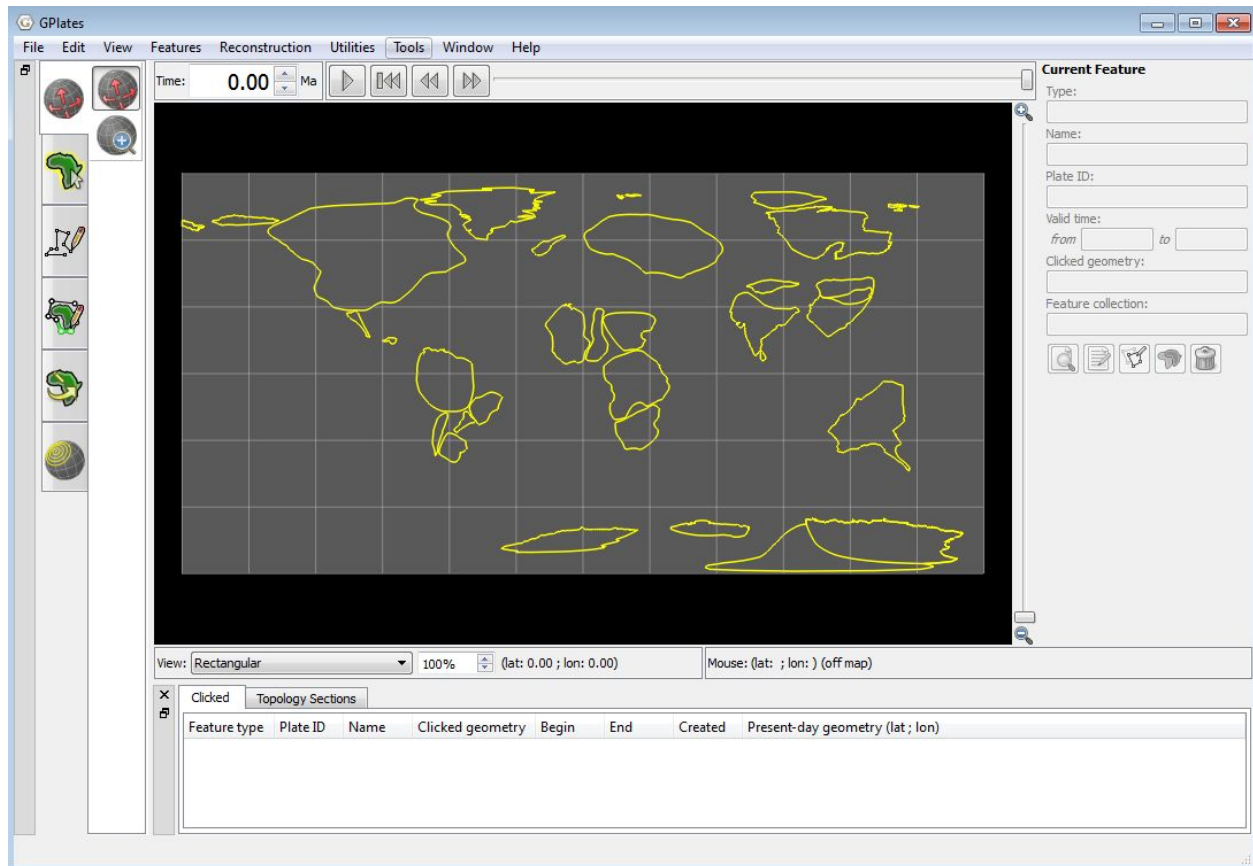 GPlates
File Edit View Features Reconstruction Utilities Tools Window Help
Time: 0.00 Ma
Current Feature
Type:
Name:
Plate ID:
Valid time:
from to
Clicked geometry:
Feature collection:
View: Rectangular 100% (lat: 0.00 ; lon: 0.00) Mouse: (lat: ; lon: ) (off map)
Clicked Topology Sections
Feature type Plate ID Name Clicked geometry Begin End Created Present-day geometry (lat ; lon)